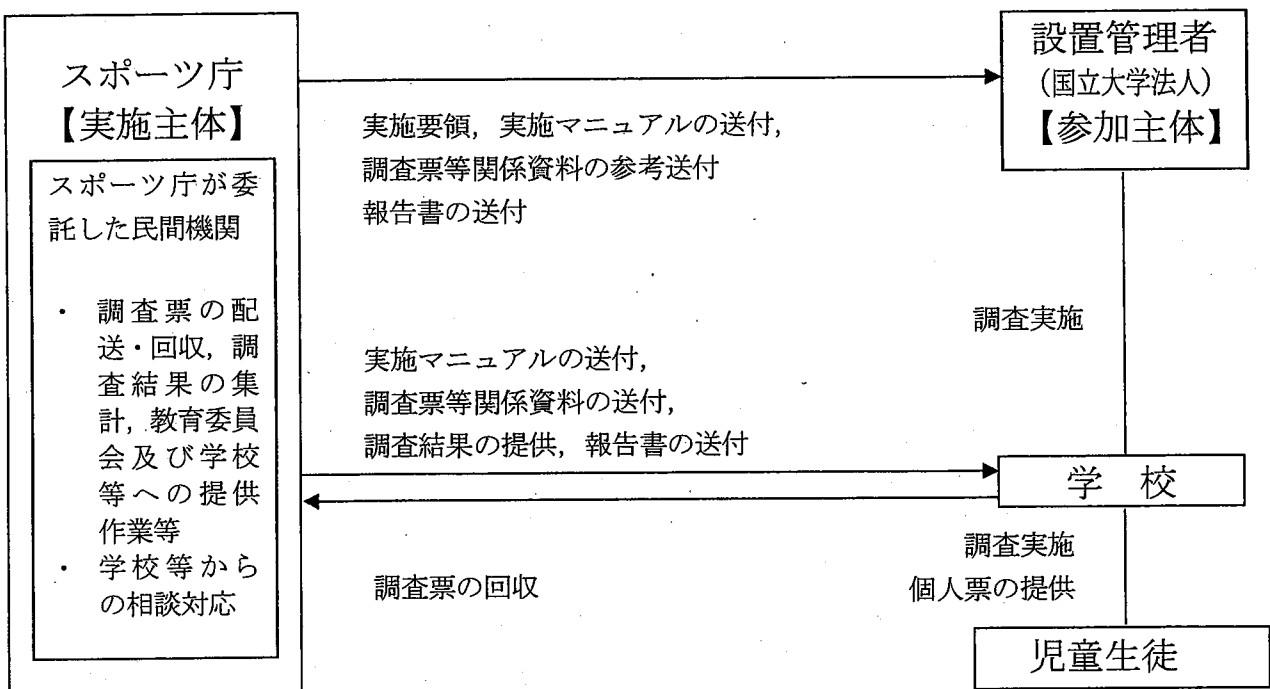 スポーツ庁
【実施主体】
スポーツ庁が委
託した民間機関
・ 調査票の配
送・回収，調
査結果の集
計，教育委員
会及び学校
等への提供
作業等
・ 学校等から
の相談対応
実施要領，実施マニュアルの送付，
調査票等関係資料の参考送付
報告書の送付
設置管理者
（国立大学法人）
【参加主体】
調査実施
実施マニュアルの送付，
調査票等関係資料の送付，
調査結果の提供，報告書の送付
学　校
調査票の回収
調査実施
個人票の提供
児童生徒